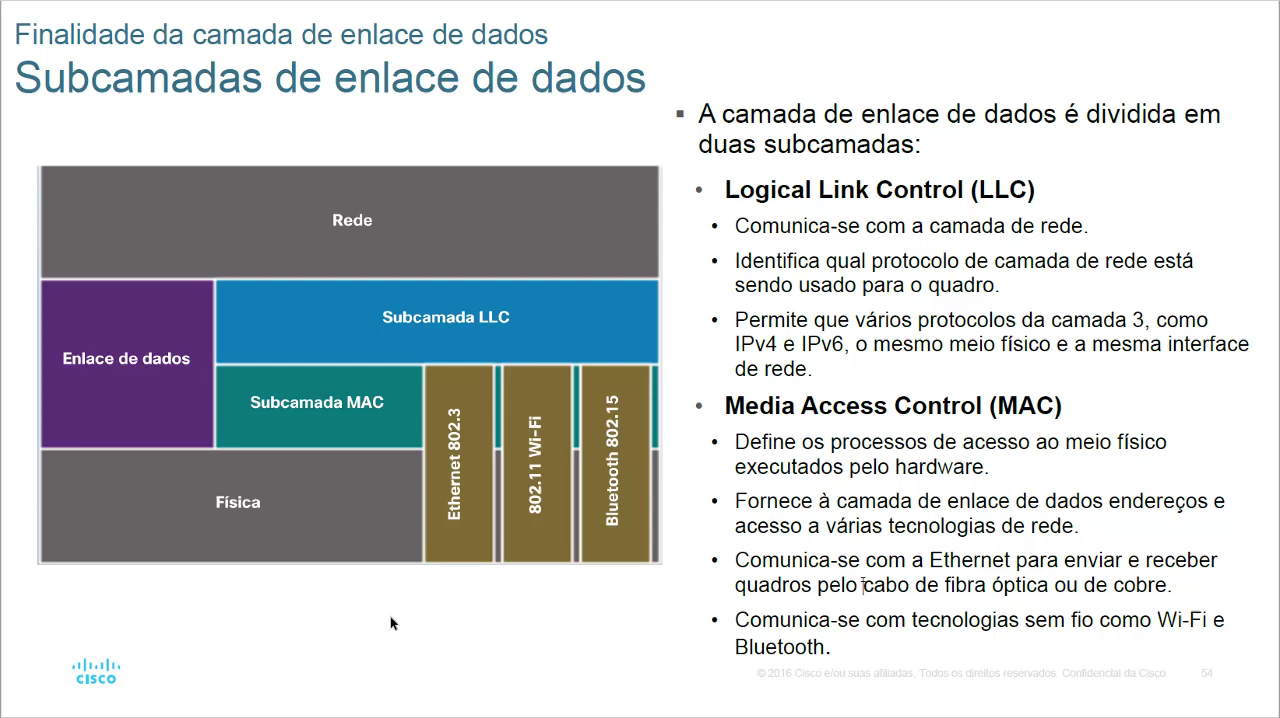 Finalidade da camada de enlace de dados
Subcamadas de enlace de dados
Rede
Enlace de dados
Subcamada LLC
Subcamada MAC
Física
Ethernet 802.3
802.11 Wi-Fi
Bluetooth 802.15
A camada de enlace de dados é dividida em
duas subcamadas:
Logical Link Control (LLC)
Comunica-se com a camada de rede.
Identifica qual protocolo de camada de rede está
sendo usado para o quadro.
Permite que vários protocolos da camada 3, como
IPv4 e IPv6, o mesmo meio físico e a mesma interface
de rede.
Media Access Control (MAC)
Define os processos de acesso ao meio físico
executados pelo hardware.
Fornece à camada de enlace de dados endereços e
acesso a várias tecnologias de rede.
Comunica-se com a Ethernet para enviar e receber
quadros pelo cabo de fibra óptica ou de cobre.
Comunica-se com tecnologias sem fio como Wi-Fi e
Bluetooth.
CISCO
© 2016 Cisco e/ou suas afiliadas. Todos os direitos reservados. Confidencial da Cisco
54